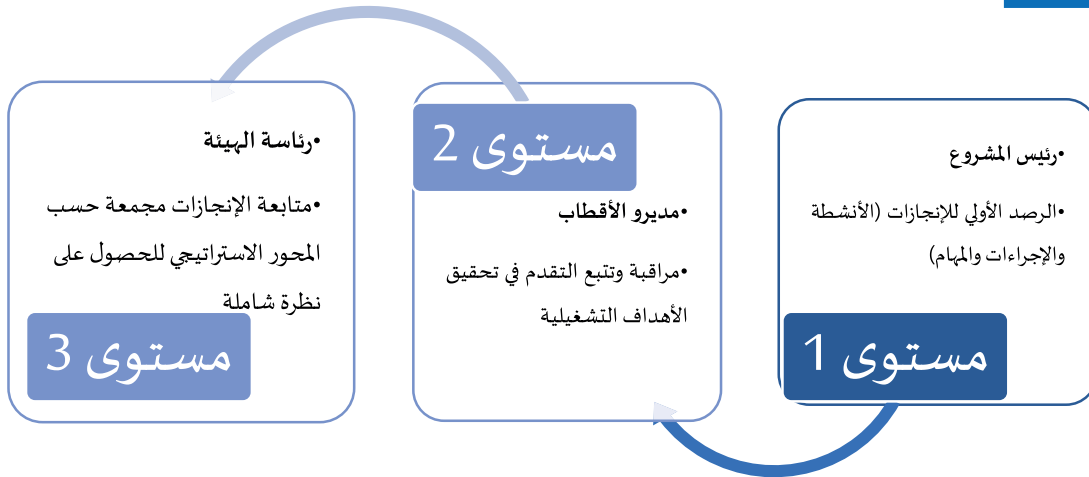 •رئيس المشروع
•الرصد الأولي للإنجازات (الأنشطة
والإجراءات والمهام)
مستوى 1
مستوى 2
•مديرو الأقطاب
•مراقبة وتتبع التقدم في تحقيق
الأهداف التشغيلية
•رئاسة الهيئة
•متابعة الإنجازات مجمعة حسب
المحور الاستراتيجي للحصول على
نظرة شاملة
مستوى 3